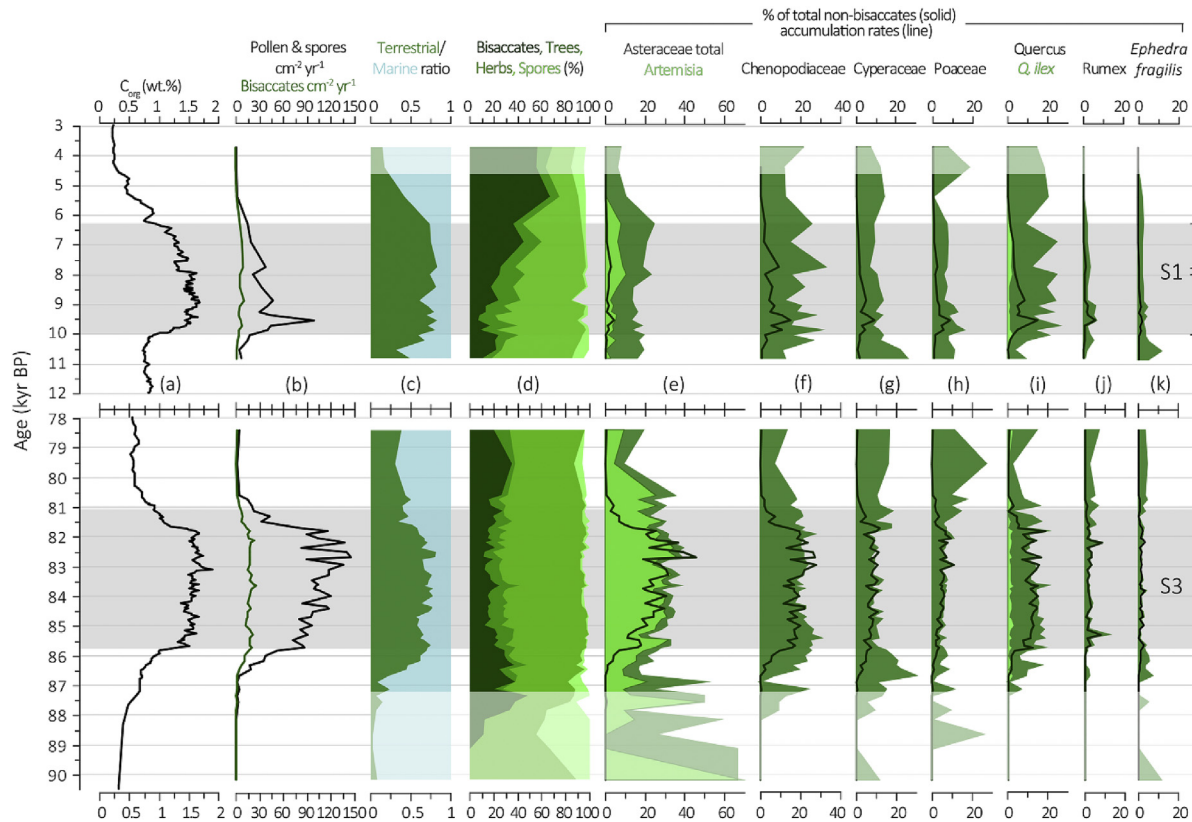 % of total non-bisaccates (solid)
accumulation rates (line)
Pollen & spores
cm-2 yr-1
Bisaccates cm-2 yr-1
Terrestrial/
Marine ratio
Bisaccates, Trees,
Herbs, Spores (%)
Asteraceae total
Artemisia
Quercus
Q, ilex
Ephedra
fragilis
Corg (wt.%)
Chenopodiaceae
Cyperaceae
Poaceae
Rumex
0 0.5 1 1.5 2
0 30 60 90 120 150
0 0.5 1
0 20 40 60 80 100
0 20 40 60
0 20 40
0 20
0 20
0 20
0 20
0 20
3
4
5
6
7
8
S1
9
10
11
12
Age (kyr BP)
(a) (b) (c) (d) (e) (f) (g) (h) (i) (j) (k)
78
79
80
81
82
83
S3
84
85
86
87
88
89
90
0 0.5 1 1.5 2
0 30 60 90 120 150
0 0.5 1
0 20 40 60 80 100
0 20 40 60
0 10 20 30 40
0 20
0 20
0 20
0 20
0 20